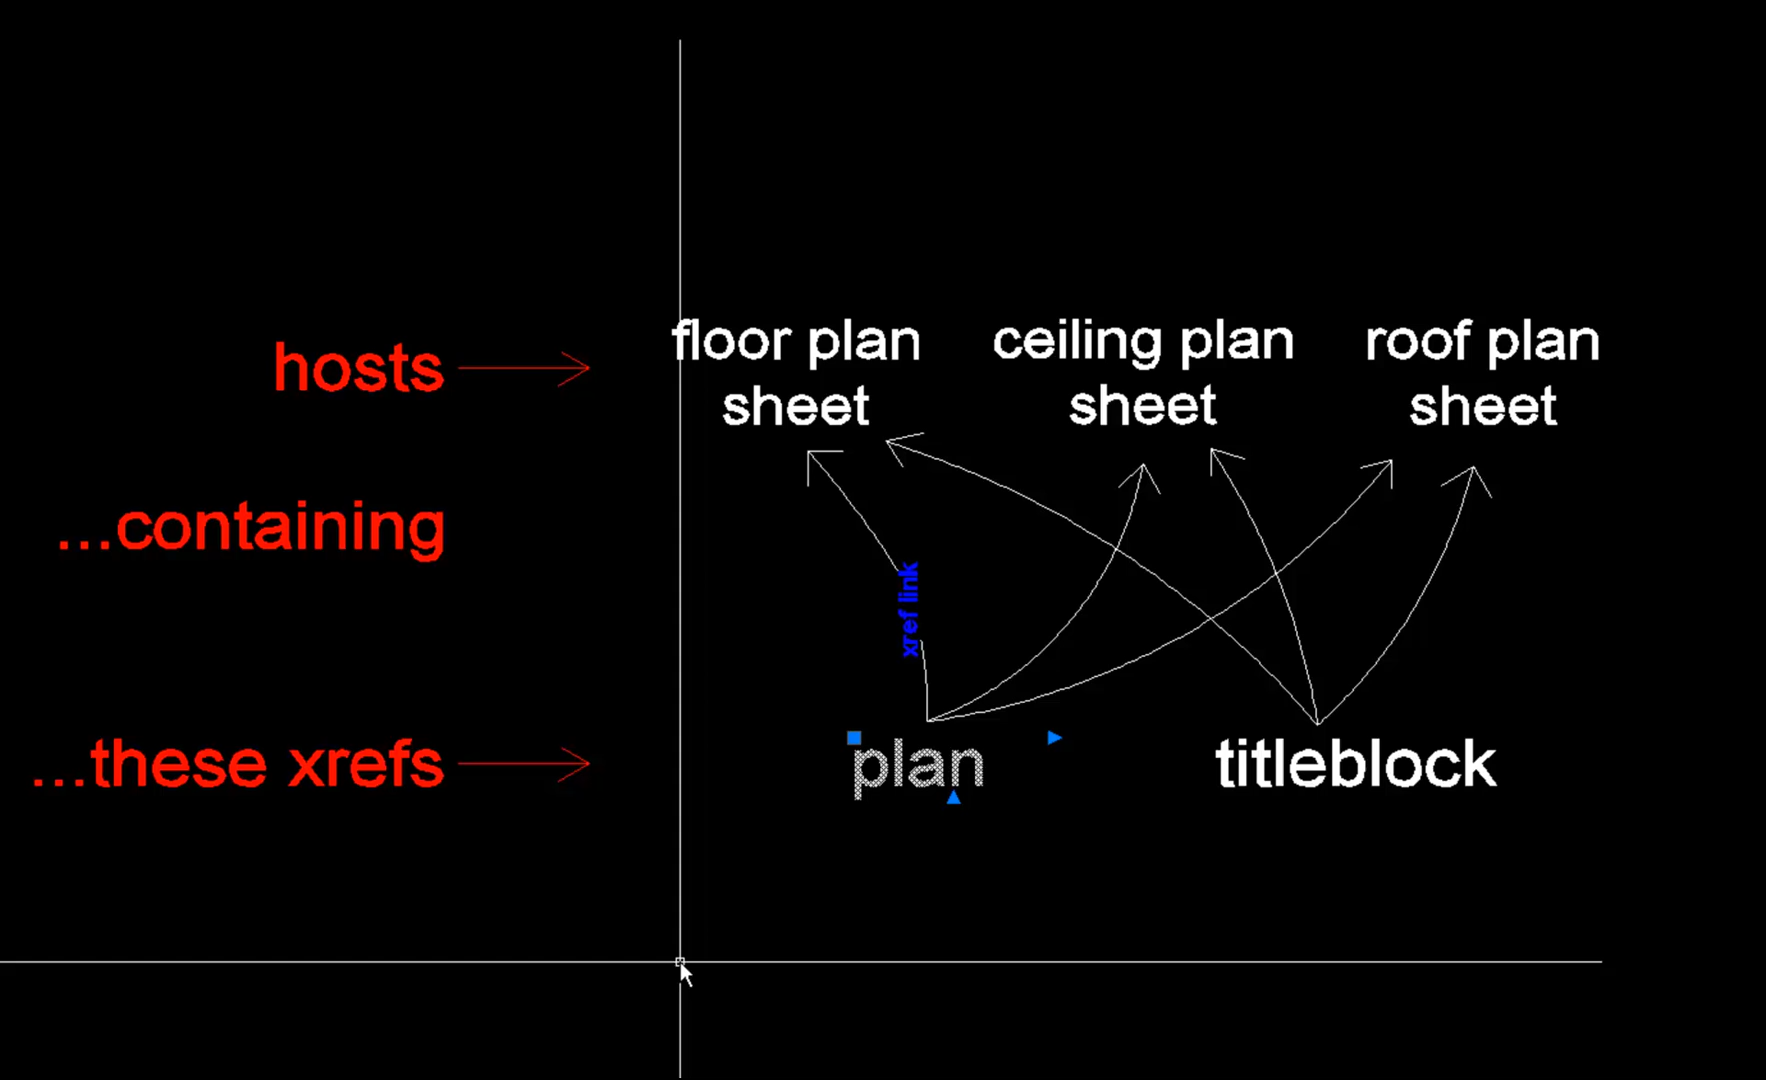 hosts
floor plan
sheet
ceiling plan
sheet
roof plan
sheet
...containing
xref link
...these xrefs
plan
titleblock